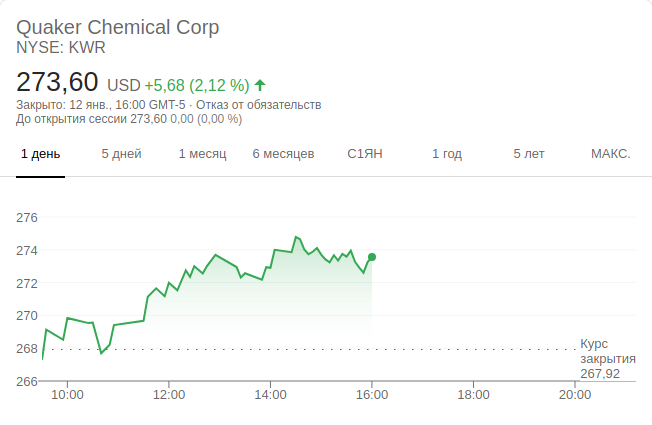 Quaker Chemical Corp
NYSE: KWR
273,60 USD +5,68 (2,12 %)
Закрыто: 12 янв., 16:00 GMT-5 · Отказ от обязательств
До открытия сессии 273,60 0,00 (0,00 %)
1 день 5 дней 1 месяц 6 месяцев С1ЯН 1 год 5 лет МАКС.
276
274
272
270
268
266
Курс
закрытия
267,92
10:00 12:00 14:00 16:00 18:00 20:00